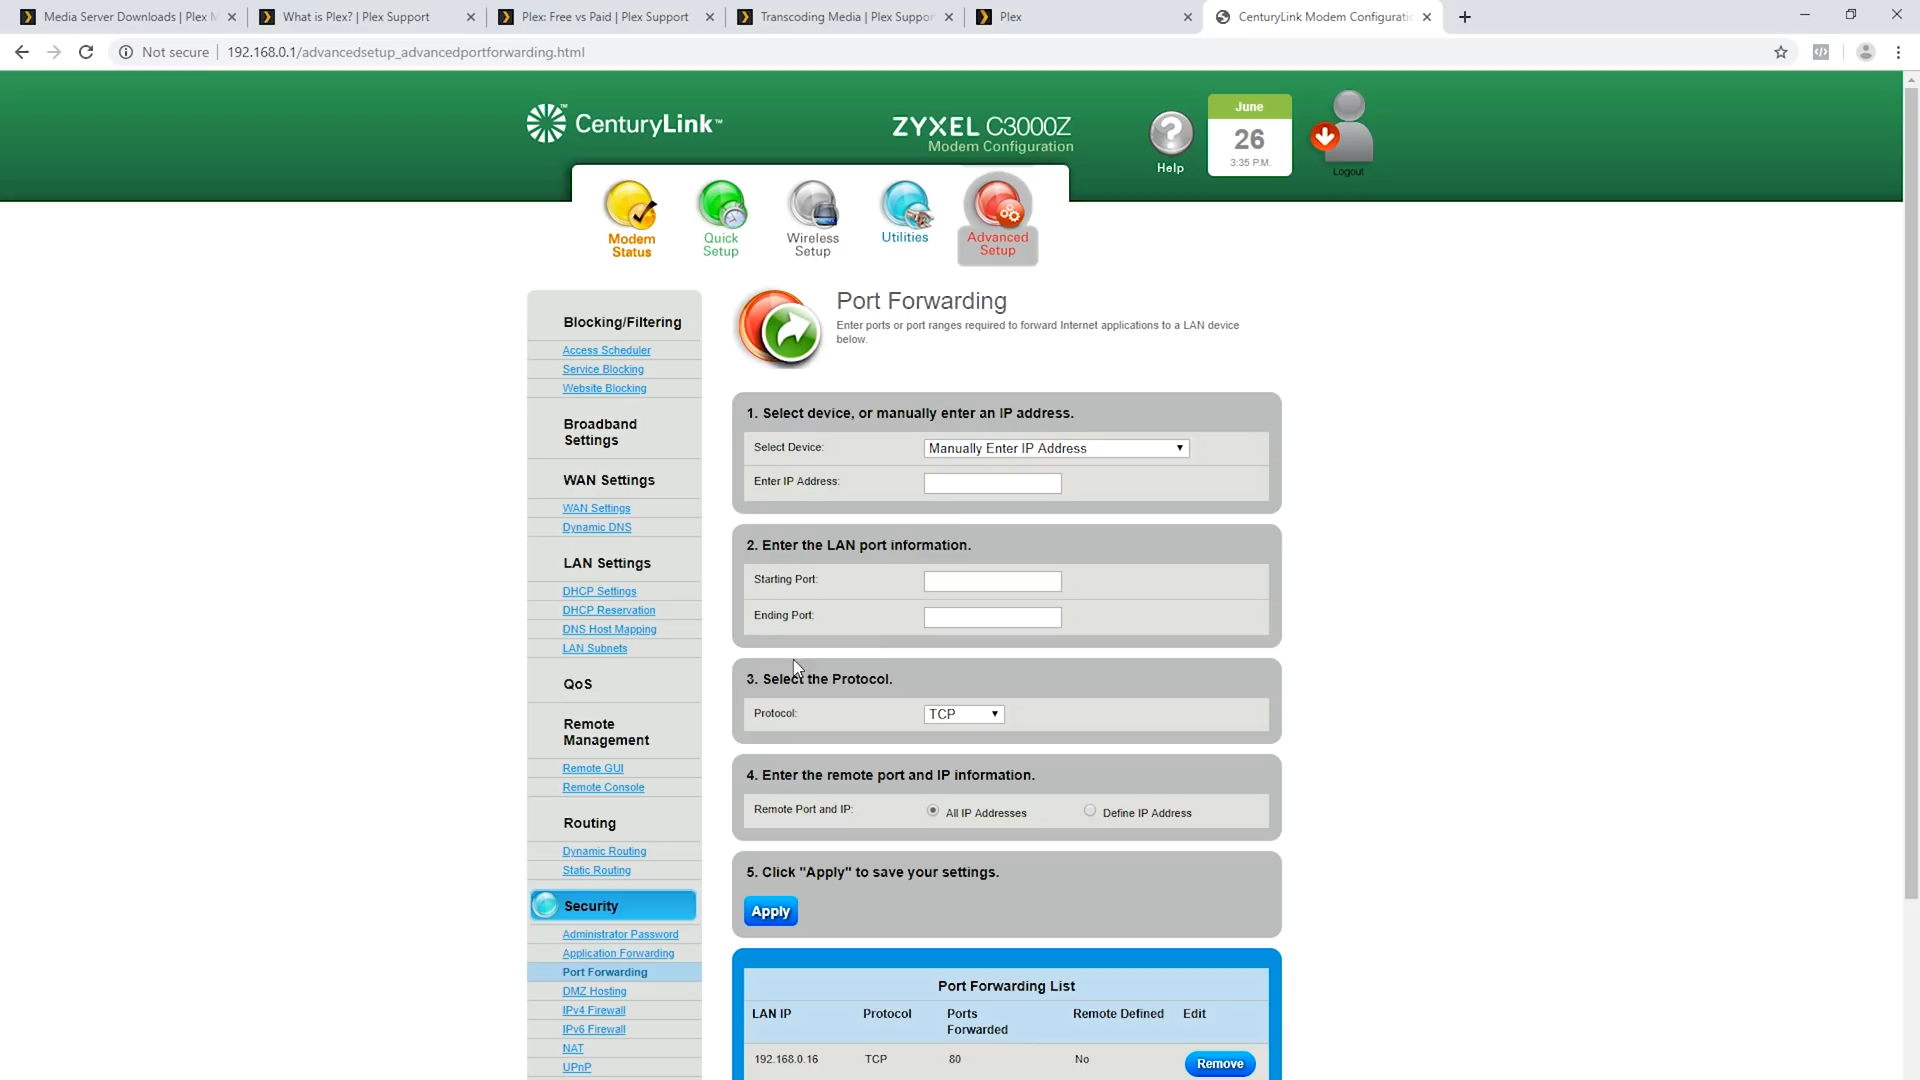 Media Server Downloads | Plex M
What is Plex? | Plex Support
Plex: Free vs Paid | Plex Support
Transcoding Media | Plex Suppor
Plex
CenturyLink Modem Configuratio
Not secure
192.168.0.1/advancedsetup_advancedportforwarding.html
CenturyLink™
ZYXEL C3000Z
Modem Configuration
Help
June
26
3:35 P.M.
Logout
Modem
Status
Quick
Setup
Wireless
Setup
Utilities
Advanced
Setup
Blocking/Filtering
Access Scheduler
Service Blocking
Website Blocking
Broadband
Settings
WAN Settings
WAN Settings
Dynamic DNS
LAN Settings
DHCP Settings
DHCP Reservation
DNS Host Mapping
LAN Subnets
QoS
Remote
Management
Remote GUI
Remote Console
Routing
Dynamic Routing
Static Routing
Security
Administrator Password
Application Forwarding
Port Forwarding
DMZ Hosting
IPv4 Firewall
IPv6 Firewall
NAT
UPnP
Port Forwarding
Enter ports or port ranges required to forward Internet applications to a LAN device
below.
1. Select device, or manually enter an IP address.
Select Device:
Manually Enter IP Address
Enter IP Address:
2. Enter the LAN port information.
Starting Port:
Ending Port:
3. Select the Protocol.
Protocol:
TCP
4. Enter the remote port and IP information.
Remote Port and IP:
All IP Addresses
Define IP Address
5. Click "Apply" to save your settings.
Apply
Port Forwarding List
LAN IP
Protocol
Ports
Forwarded
Remote Defined
Edit
192.168.0.16
TCP
80
No
Remove